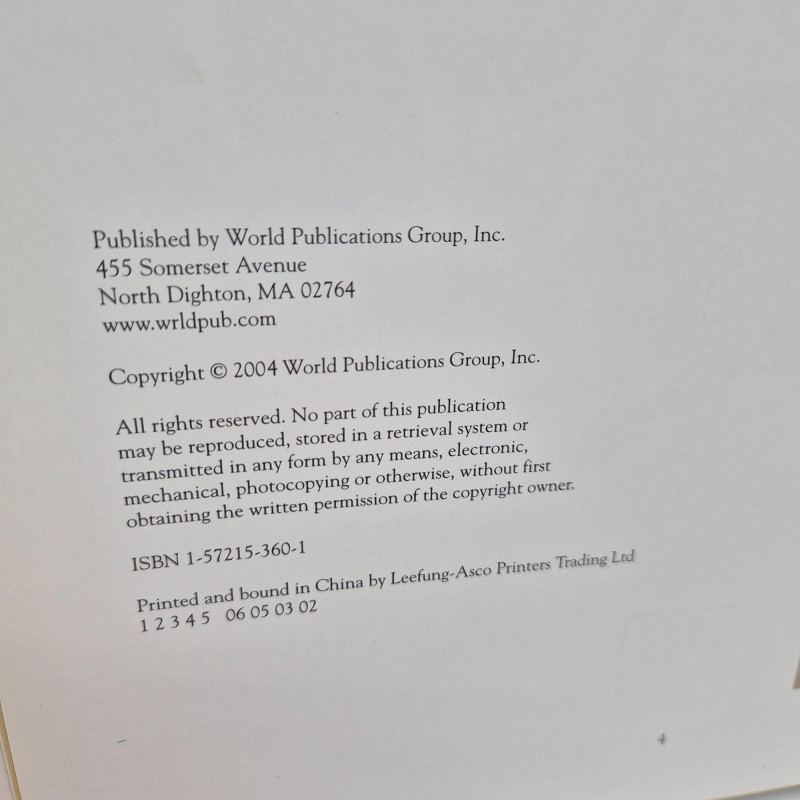 Published by World Publications Group, Inc.
455 Somerset Avenue
North Dighton, MA 02764
www.wrldpub.com
Copyright © 2004 World Publications Group, Inc.
All rights reserved. No part of this publication
may be reproduced, stored in a retrieval system or
transmitted in any form by any means, electronic,
mechanical, photocopying or otherwise, without first
obtaining the written permission of the copyright owner.
ISBN 1-57215-360-1
Printed and bound in China by Leefung-Asco Printers Trading Ltd
1 2 3 4 5 06 05 03 02
4